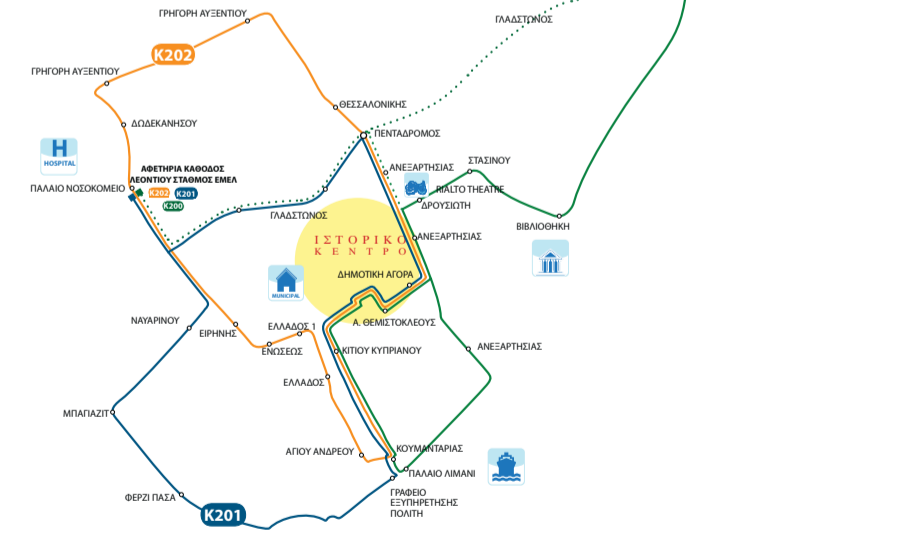 ΓΡΗΓΟΡΗ ΑΥΞΕΝΤΙΟΥ
ΓΛΑΔΣΤΩΝΟΣ
K202
ΓΡΗΓΟΡΗ ΑΥΞΕΝΤΙΟΥ
ΘΕΣΣΑΛΟΝΙΚΗΣ
ΔΩΔΕΚΑΝΗΣΟΥ
ΠΕΝΤΑΔΡΟΜΟΣ
H
HOSPITAL
ΑΦΕΤΗΡΙΑ ΚΑΘΟΔΟΣ
ΛΕΟΝΤΙΟΥ ΣΤΑΘΜΟΣ ΕΜΕΛ
ΑΝΕΞΑΡΤΗΣΙΑΣ
ΣΤΑΣΙΝΟΥ
ΠΑΛΑΙΟ ΝΟΣΟΚΟΜΕΙΟ
K202
K201
K200
RIALTO THEATRE
ΔΡΟΥΣΙΩΤΗ
ΓΛΑΔΣΤΩΝΟΣ
ΒΙΒΛΙΟΘΗΚΗ
ΙΣΤΟΡΙΚΟ
ΚΕΝΤΡΟ
ΑΝΕΞΑΡΤΗΣΙΑΣ
ΔΗΜΟΤΙΚΗ ΑΓΟΡΑ
MUNICIPAL
ΝΑΥΑΡΙΝΟΥ
ΕΙΡΗΝΗΣ
ΕΛΛΑΔΟΣ 1
Α. ΘΕΜΙΣΤΟΚΛΕΟΥΣ
ΕΝΩΣΕΩΣ
ΚΙΤΙΟΥ ΚΥΠΡΙΑΝΟΥ
ΑΝΕΞΑΡΤΗΣΙΑΣ
ΕΛΛΑΔΟΣ
ΜΠΑΓΙΑΖΙΤ
ΑΓΙΟΥ ΑΝΔΡΕΟΥ
ΚΟΥΜΑΝΤΑΡΙΑΣ
ΠΑΛΑΙΟ ΛΙΜΑΝΙ
ΦΕΡΖΙ ΠΑΣΑ
ΓΡΑΦΕΙΟ
ΕΞΥΠΗΡΕΤΗΣΗΣ
ΠΟΛΙΤΗ
K201